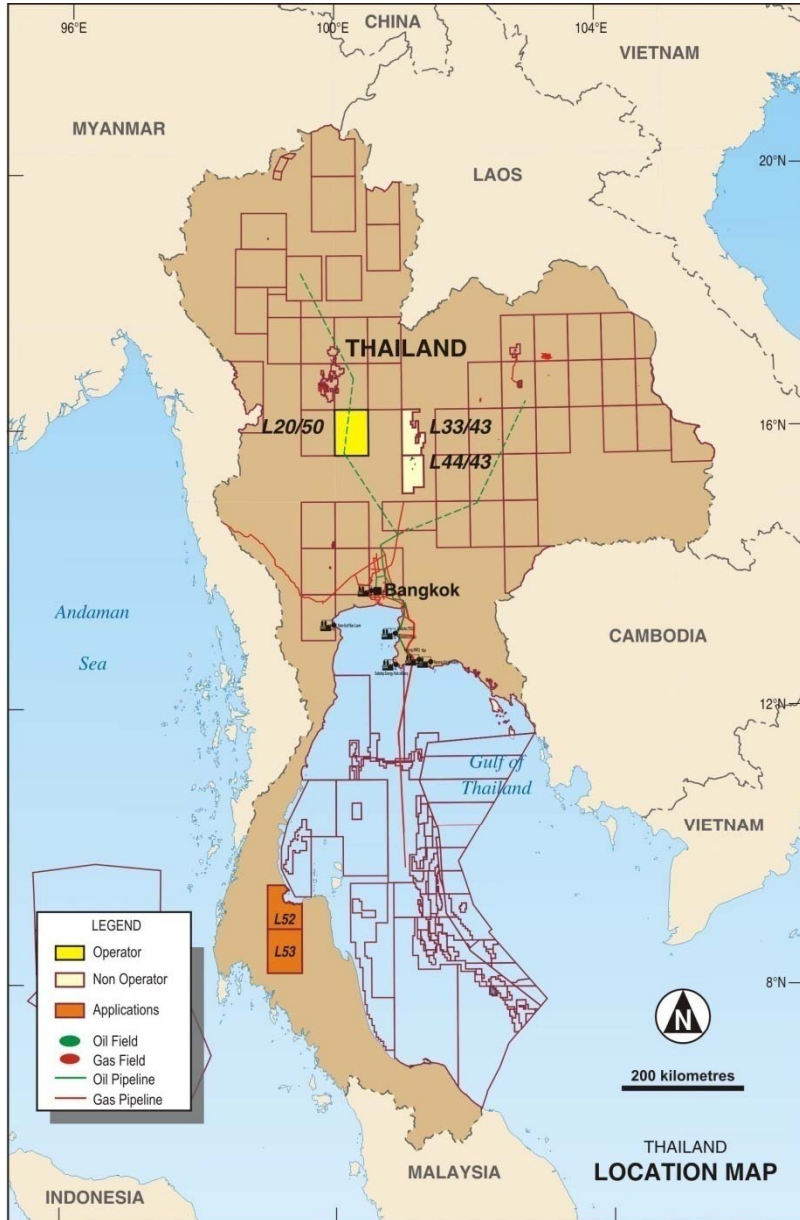 96°E
100°E
104°E
CHINA
VIETNAM
MYANMAR
LAOS
20°N
THAILAND
L20/50
L33/43
L44/43
16°N
Bangkok
Andaman
Sea
CAMBODIA
12°N
Gulf of
Thailand
VIETNAM
L52
L53
LEGEND
Operator
Non Operator
Applications
Oil Field
Gas Field
Oil Pipeline
Gas Pipeline
8°N
N
200 kilometres
THAILAND
LOCATION MAP
MALAYSIA
INDONESIA